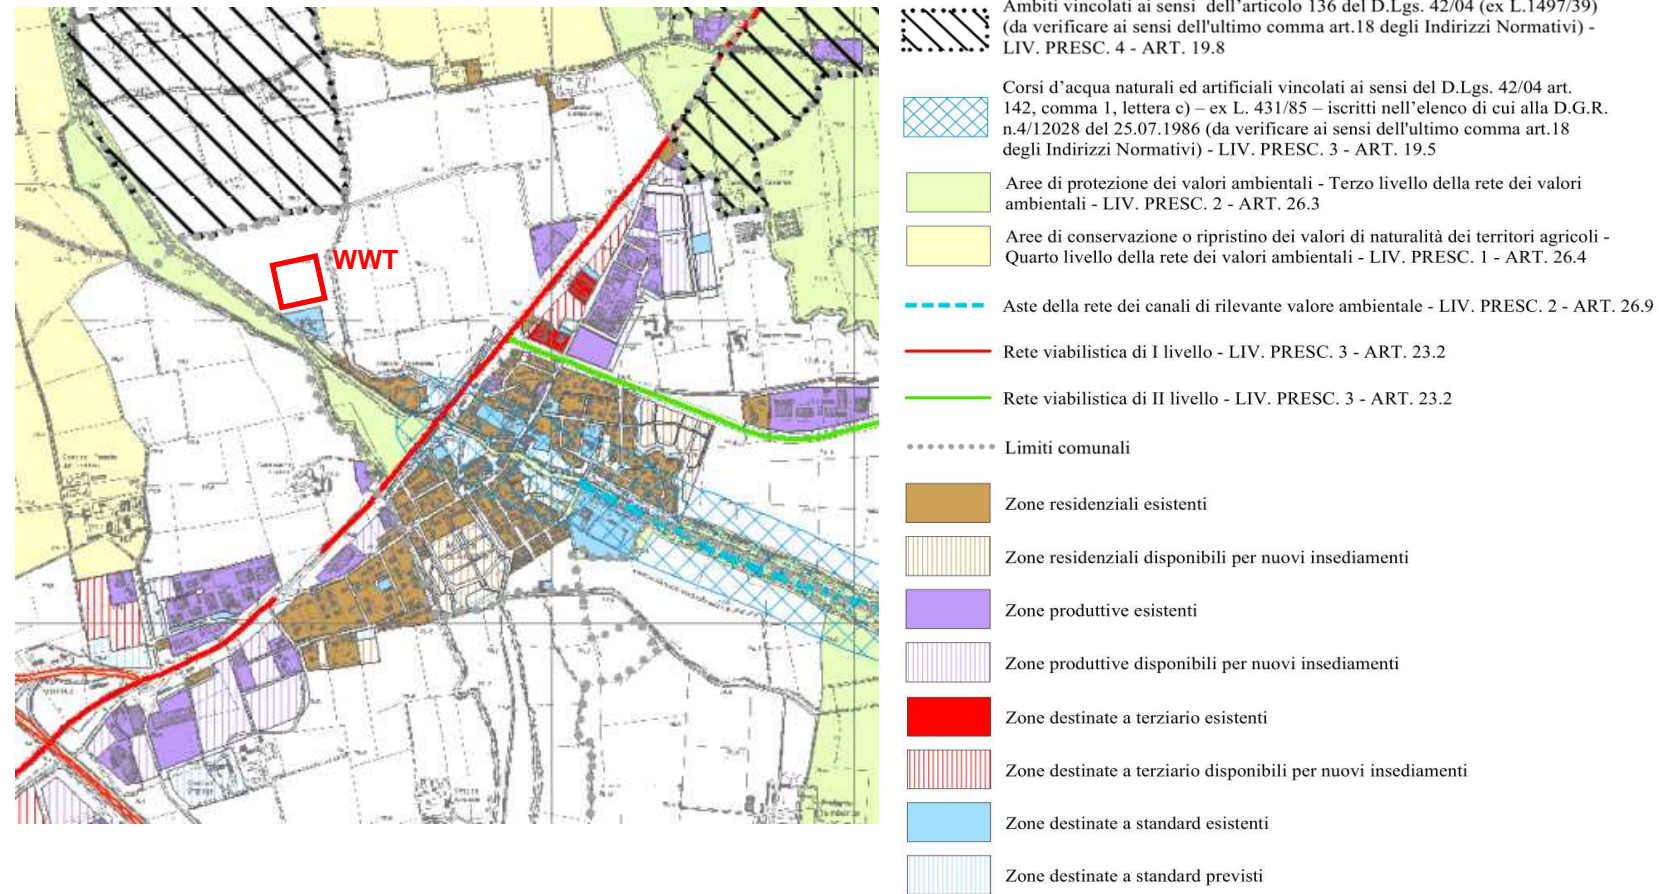 WWT
Ambiti vincolati ai sensi dell’articolo 136 del D.Lgs. 42/04 (ex L.1497/39)
(da verificare ai sensi dell'ultimo comma art.18 degli Indirizzi Normativi) -
LIV. PRESC. 4 - ART. 19.8
Corsi d’acqua naturali ed artificiali vincolati ai sensi del D.Lgs. 42/04 art.
142, comma 1, lettera c) – ex L. 431/85 – iscritti nell’elenco di cui alla D.G.R.
n.4/12028 del 25.07.1986 (da verificare ai sensi dell'ultimo comma art.18
degli Indirizzi Normativi) - LIV. PRESC. 3 - ART. 19.5
Aree di protezione dei valori ambientali - Terzo livello della rete dei valori
ambientali - LIV. PRESC. 2 - ART. 26.3
Aree di conservazione o ripristino dei valori di naturalità dei territori agricoli -
Quarto livello della rete dei valori ambientali - LIV. PRESC. 1 - ART. 26.4
Aste della rete dei canali di rilevante valore ambientale - LIV. PRESC. 2 - ART. 26.9
Rete viabilistica di I livello - LIV. PRESC. 3 - ART. 23.2
Rete viabilistica di II livello - LIV. PRESC. 3 - ART. 23.2
Limiti comunali
Zone residenziali esistenti
Zone residenziali disponibili per nuovi insediamenti
Zone produttive esistenti
Zone produttive disponibili per nuovi insediamenti
Zone destinate a terziario esistenti
Zone destinate a terziario disponibili per nuovi insediamenti
Zone destinate a standard esistenti
Zone destinate a standard previsti